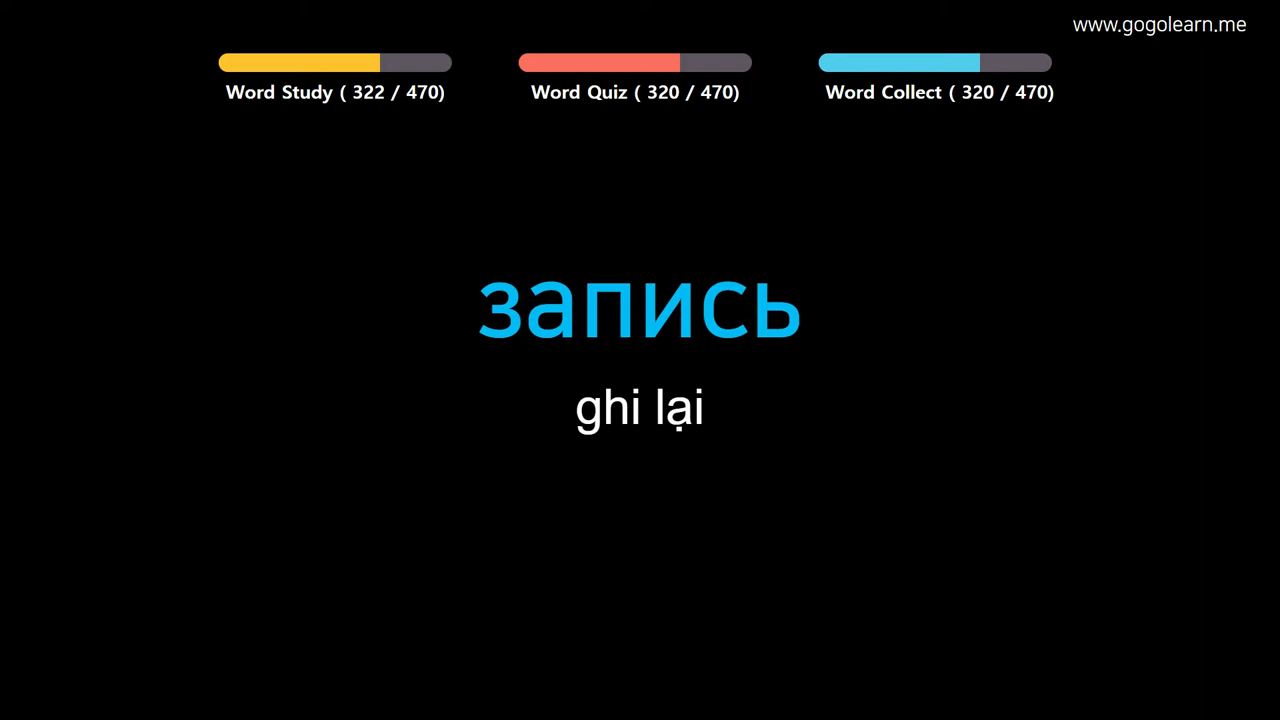 www.gogolearn.me
Word Study ( 322 / 470)
Word Quiz ( 320 / 470)
Word Collect ( 320 / 470)
запись
ghi lại